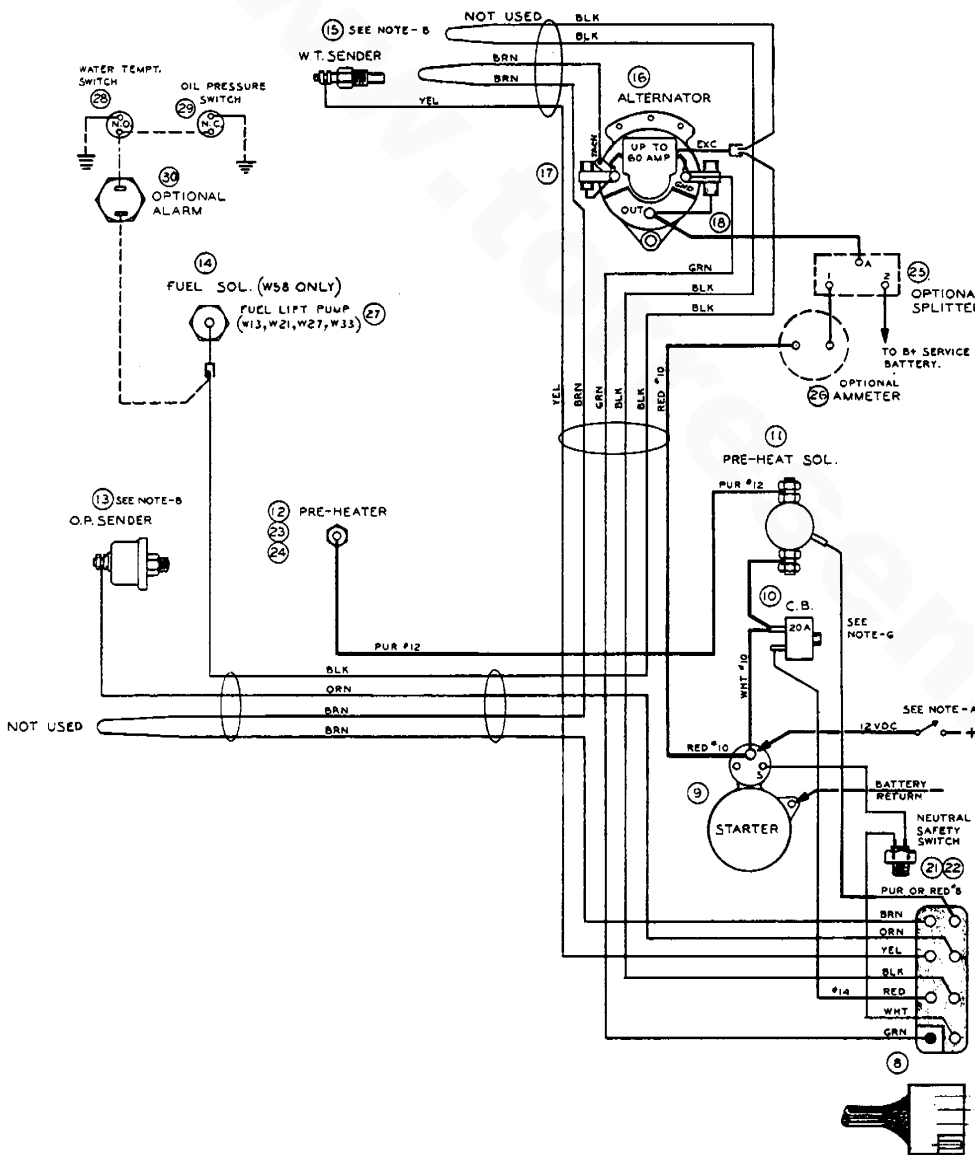 NOT USED
BLK
BLK
15 SEE NOTE-B
W.T. SENDER
BRN
BRN
YEL
WATER TEMPT.
SWITCH
28
N.O.
OIL PRESSURE
SWITCH
29
N.C.
16
ALTERNATOR
UP TO
60 AMP
TACH
EXC
GND
OUT
17
18
30
OPTIONAL
ALARM
14
FUEL SOL. (W58 ONLY)
FUEL LIFT PUMP
(W13, W21, W27, W33)
27
GRN
BLK
BLK
A
1
2
25
OPTIONA
SPLITTER
TO B+ SERVICE
BATTERY.
OPTIONAL
26 AMMETER
YEL
BRN
GRN
BLK
BLK
RED #10
11
PRE-HEAT SOL.
PUR #12
13 SEE NOTE-B
O.P. SENDER
12 PRE-HEATER
23
24
10
C.B.
20A
SEE
NOTE-G
PUR #12
WHT #10
BLK
ORN
BRN
BRN
NOT USED
SEE NOTE-A
12 VDC
+
RED #10
S
9
STARTER
BATTERY
RETURN
NEUTRAL
SAFETY
SWITCH
21 22
PUR OR RED #8
BRN
ORN
YEL
BLK
#14 RED
WHT
GRN
8